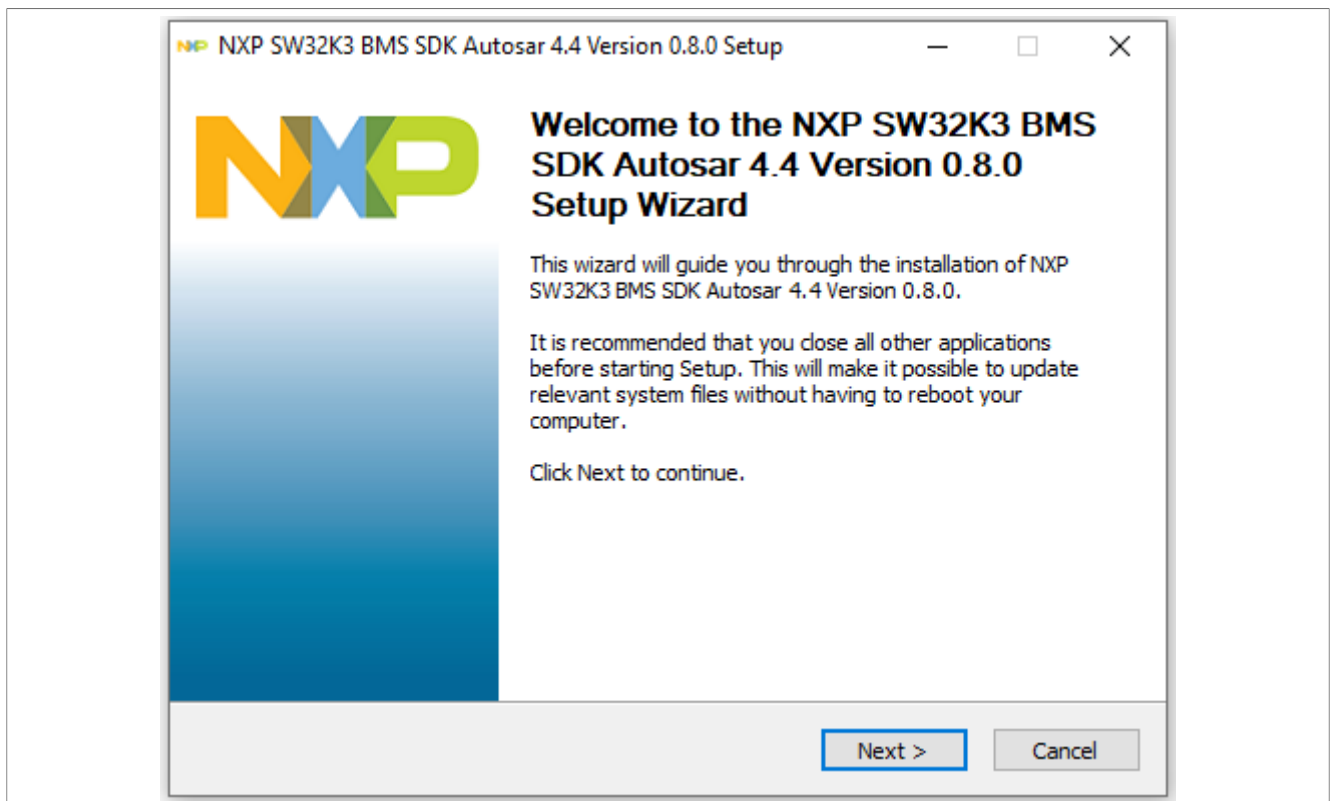 NXP NXP SW32K3 BMS SDK Autosar 4.4 Version 0.8.0 Setup
NXP
Welcome to the NXP SW32K3 BMS
SDK Autosar 4.4 Version 0.8.0
Setup Wizard
This wizard will guide you through the installation of NXP
SW32K3 BMS SDK Autosar 4.4 Version 0.8.0.
It is recommended that you close all other applications
before starting Setup. This will make it possible to update
relevant system files without having to reboot your
computer.
Click Next to continue.
Next >
Cancel